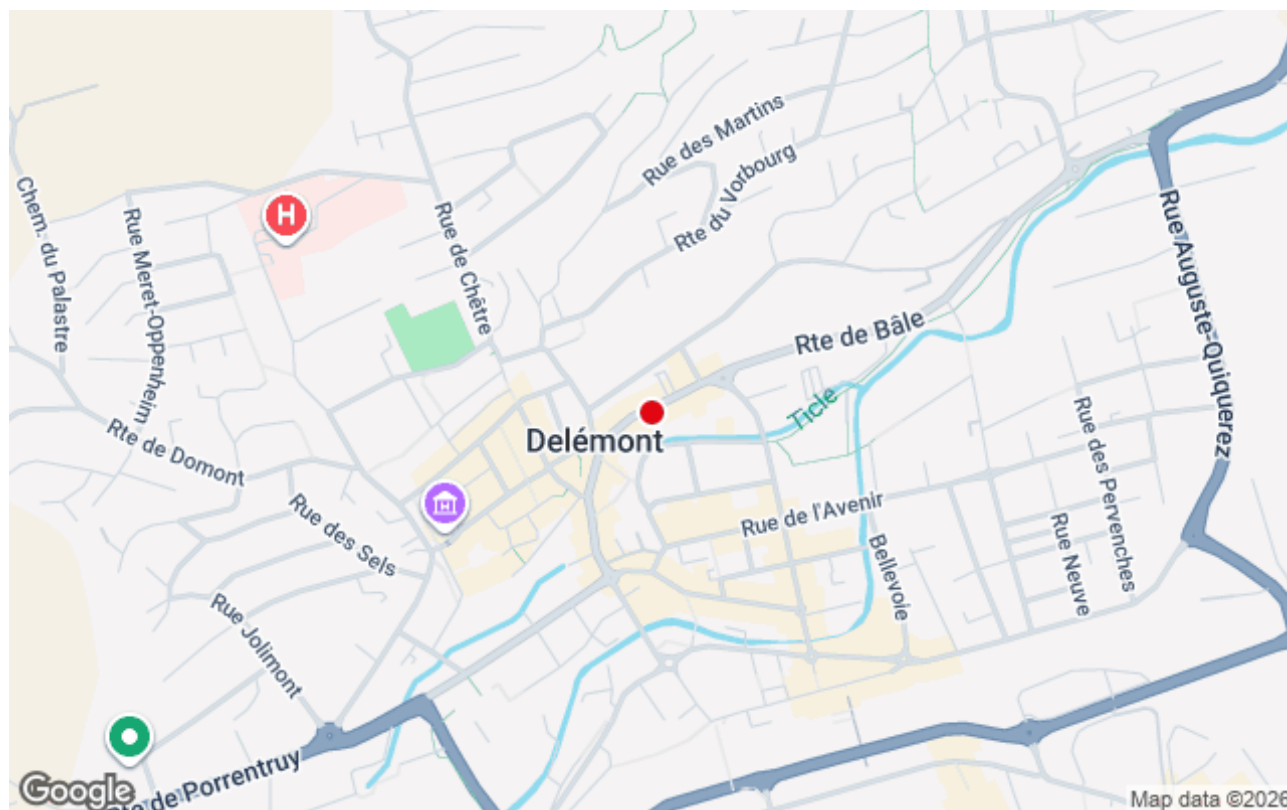 Rue des Martins
Rte du Vorbourg
Chem. du Palastre
Rue Meret-Oppenheim
H
Rue de Chêtre
Rue Auguste-Quiquerez
Rte de Bâle
Ticle
Delémont
Rte de Domont
Rue des Pervenches
Rue des Sels
Rue de l'Avenir
Rue Neuve
Bellevoie
Rue Jolimont
de Porrentruy
Google
Map data ©2026